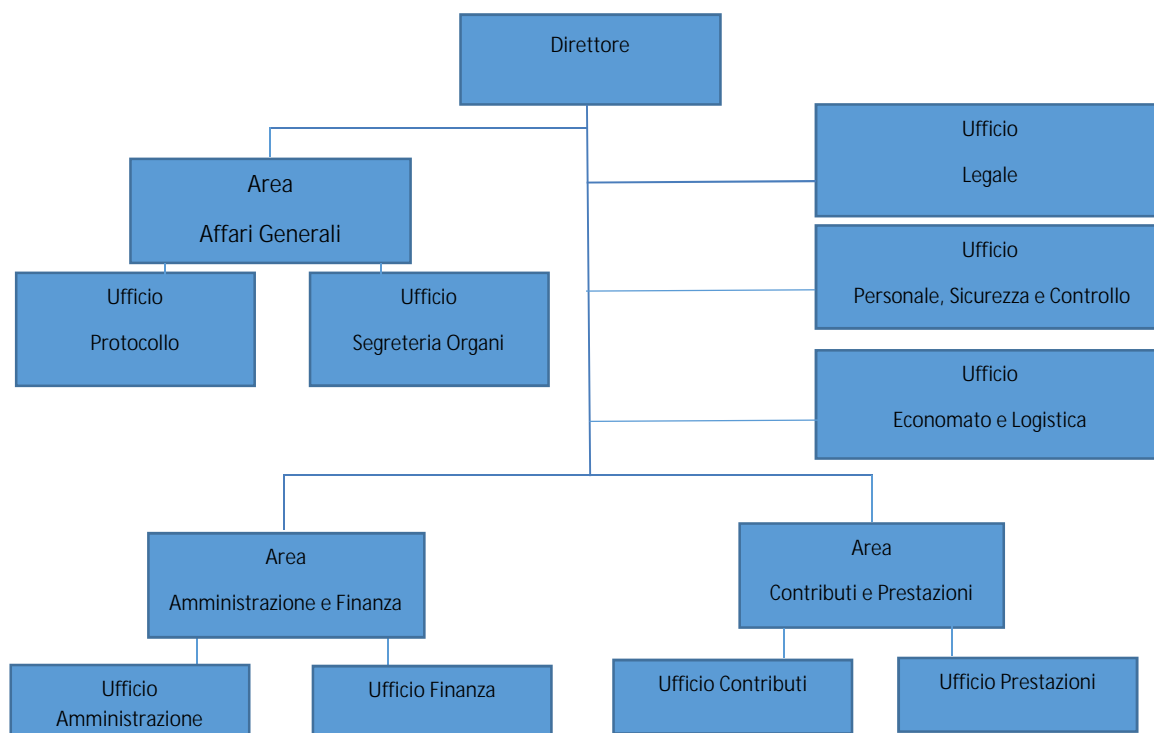 Direttore
Ufficio
Legale
Area
Affari Generali
Ufficio
Personale, Sicurezza e Controllo
Ufficio
Protocollo
Ufficio
Segreteria Organi
Ufficio
Economato e Logistica
Area
Amministrazione e Finanza
Area
Contributi e Prestazioni
Ufficio
Amministrazione
Ufficio Finanza
Ufficio Contributi
Ufficio Prestazioni